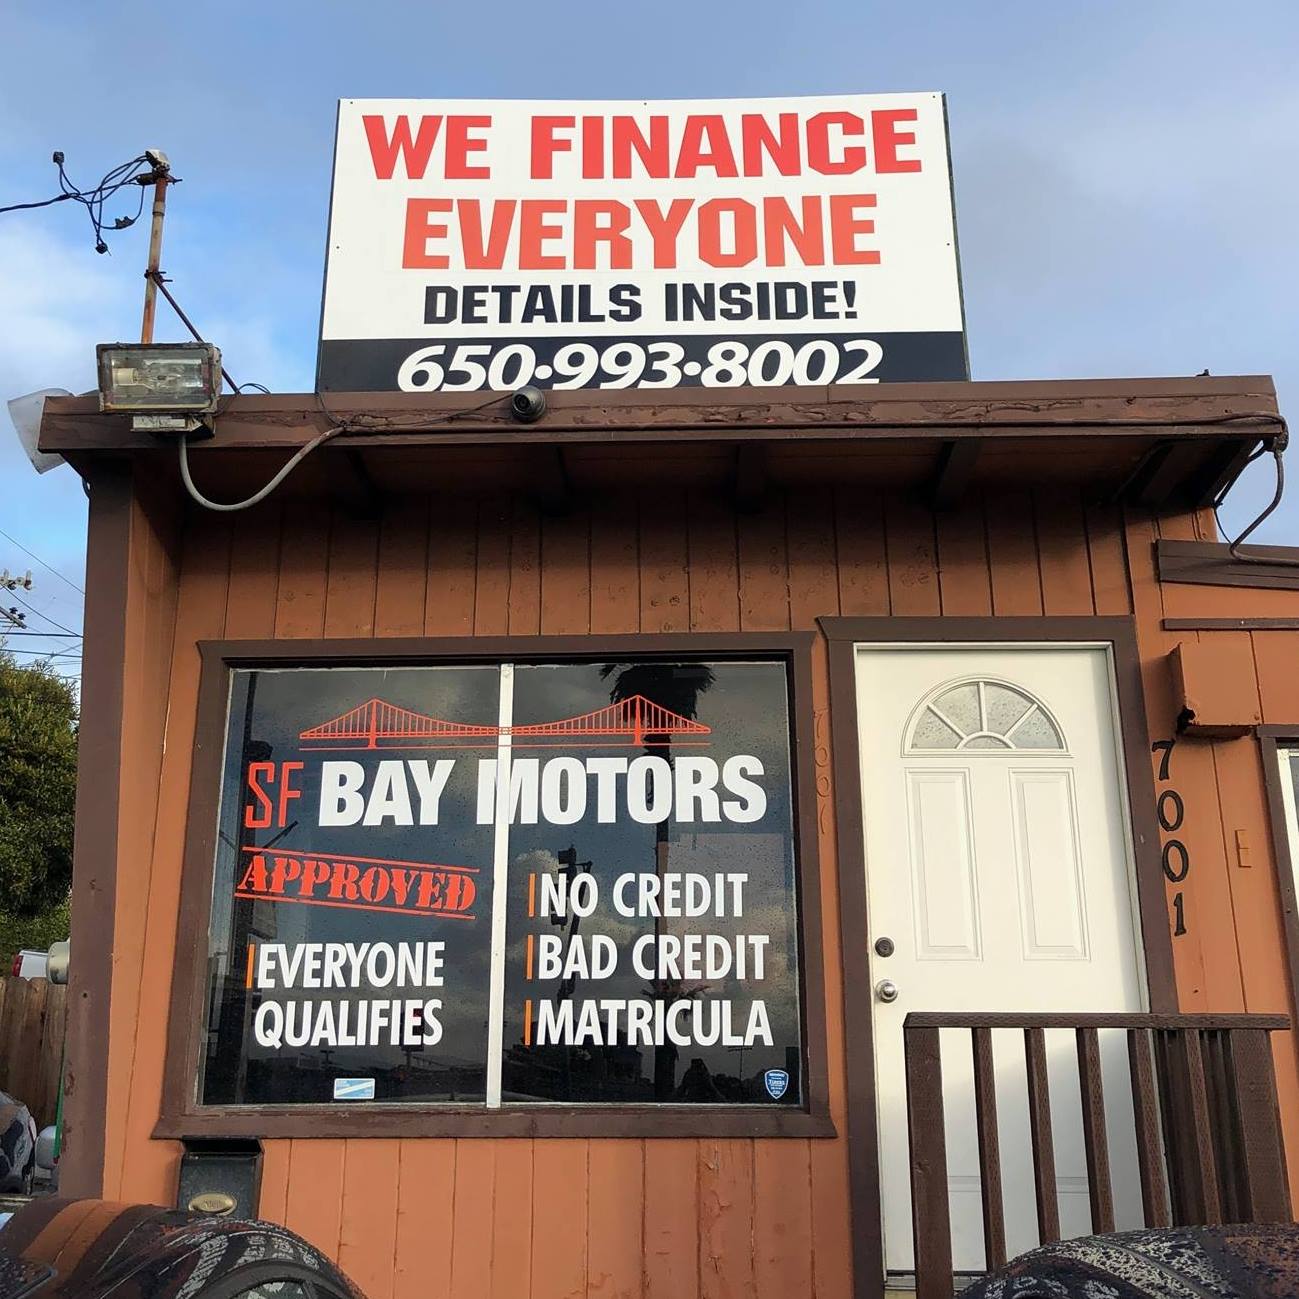 WE FINANCE
EVERYONE
DETAILS INSIDE!
650·993·8002
SF BAY MOTORS
APPROVED
EVERYONE
QUALIFIES
NO CREDIT
BAD CREDIT
MATRICULA
7001